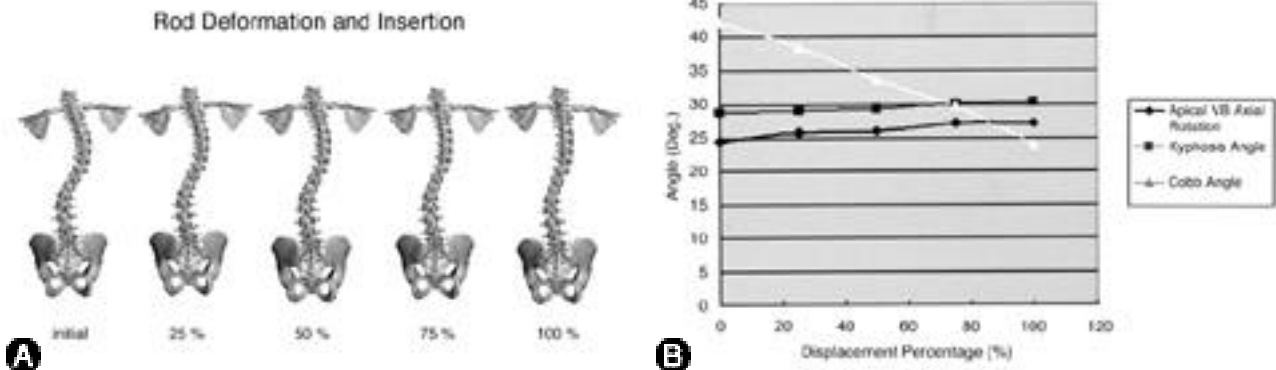 Rod Deformation and Insertion
initial
25 %
50 %
75 %
100 %
A
45
40
35
30
25
20
15
10
5
0
Angle (Deg.)
0
20
40
60
80
100
120
Displacement Percentage (%)
Apical VB Axial
Rotation
Kyphosis Angle
Cobb Angle
B